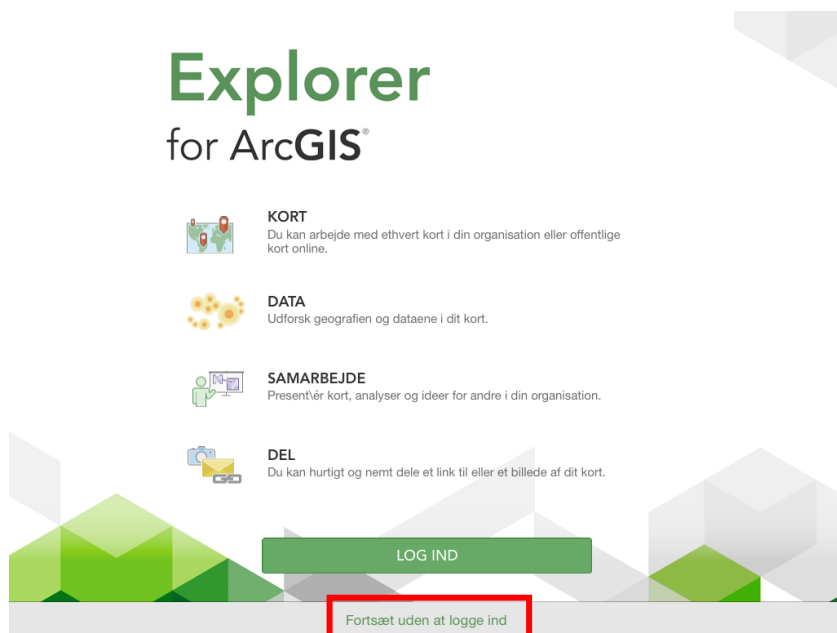 Explorer
for ArcGIS®
KORT
Du kan arbejde med ethvert kort i din organisation eller offentlige
kort online.
DATA
Udforsk geografien og dataene i dit kort.
SAMARBEJDE
Present\ér kort, analyser og ideer for andre i din organisation.
DEL
Du kan hurtigt og nemt dele et link til eller et billede af dit kort.
LOG IND
Fortsæt uden at logge ind